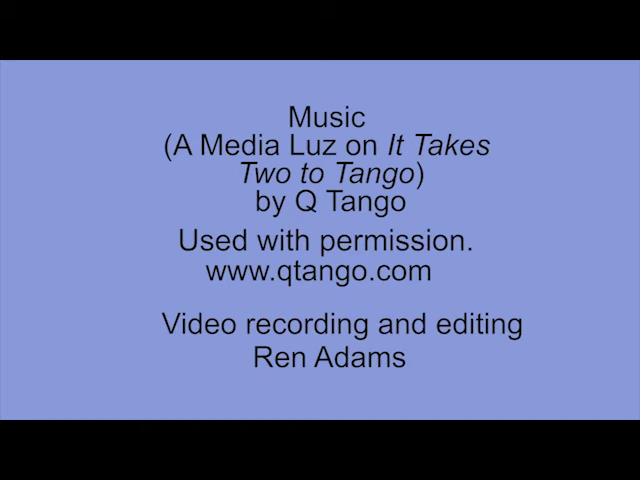 Music
(A Media Luz on It Takes
Two to Tango)
by Q Tango
Used with permission.
www.qtango.com
Video recording and editing
Ren Adams